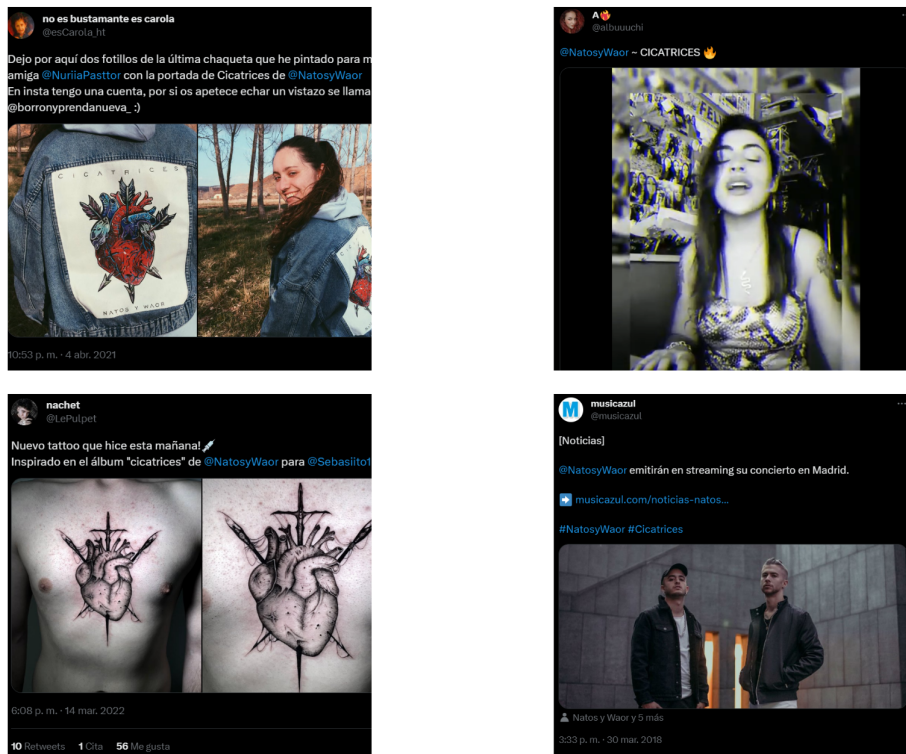 no es bustamante es carola
@esCarola_ht
Dejo por aquí dos fotillos de la última chaqueta que he pintado para m
amiga @NuriiaPasttor con la portada de Cicatrices de @NatosyWaor
En insta tengo una cuenta, por si os apetece echar un vistazo se llama
@borronyprendanueva_ :)
CICATRICES
NATOS Y WAOR
10:53 p. m. · 4 abr. 2021
A
@albuuuchi
@NatosyWaor ~ CICATRICES 🔥
nachet
@LePulpet
Nuevo tattoo que hice esta mañana!
Inspirado en el álbum "cicatrices" de @NatosyWaor para @Sebasiito1
6:08 p. m. · 14 mar. 2022
10 Retweets 1 Cita 56 Me gusta
M
musicazul
@musicazul
[Noticias]
@NatosyWaor emitirán en streaming su concierto en Madrid.
➡ musicazul.com/noticias-natos...
#NatosyWaor #Cicatrices
Natos y Waor y 5 más
3:33 p. m. · 30 mar. 2018